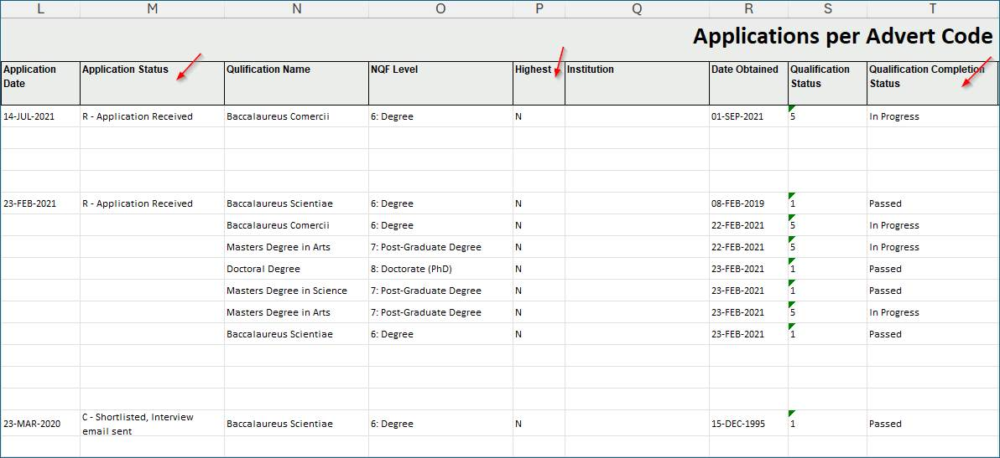 L M N O P Q R S T
Applications per Advert Code
Application Date Application Status Qulification Name NQF Level Highest Institution Date Obtained Qualification Status Qualification Completion Status
14-JUL-2021 R - Application Received Baccalaureus Comercii 6: Degree N 01-SEP-2021 5 In Progress
23-FEB-2021 R - Application Received Baccalaureus Scientiae 6: Degree N 08-FEB-2019 1 Passed
Baccalaureus Comercii 6: Degree N 22-FEB-2021 5 In Progress
Masters Degree in Arts 7: Post-Graduate Degree N 22-FEB-2021 5 In Progress
Doctoral Degree 8: Doctorate (PhD) N 23-FEB-2021 1 Passed
Masters Degree in Science 7: Post-Graduate Degree N 23-FEB-2021 1 Passed
Masters Degree in Arts 7: Post-Graduate Degree N 23-FEB-2021 5 In Progress
Baccalaureus Scientiae 6: Degree N 23-FEB-2021 1 Passed
23-MAR-2020 C - Shortlisted, Interview email sent Baccalaureus Scientiae 6: Degree N 15-DEC-1995 1 Passed